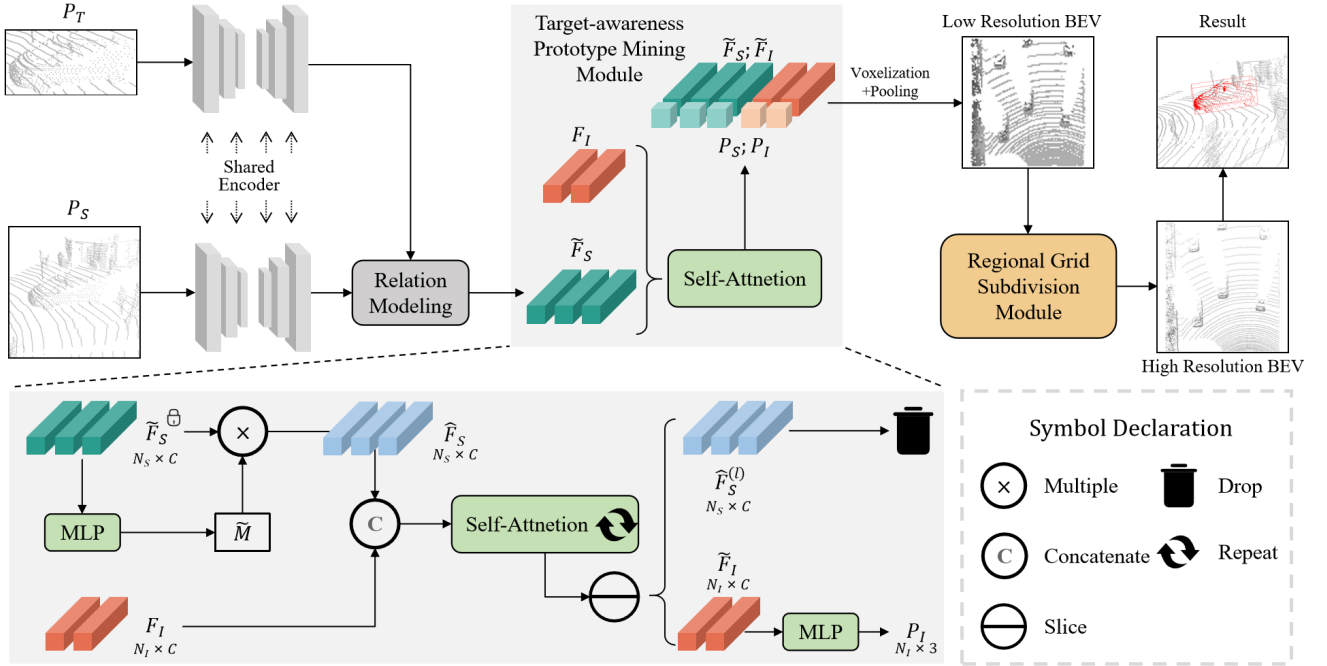 P_T
Shared
Encoder
P_S
Relation
Modeling
Target-awareness
Prototype Mining
Module
F̃_S; F̃_I
P_S; P_I
F_I
F̃_S
Self-Attnetion
Voxelization
+Pooling
Low Resolution BEV
Regional Grid
Subdivision
Module
Result
High Resolution BEV
F̃_S
N_S × C
×
F̂_S
N_S × C
MLP
M̃
C
Self-Attnetion
F_I
N_I × C
F̂_S^(l)
N_S × C
F̃_I
N_I × C
MLP
P_I
N_I × 3
Symbol Declaration
× Multiple
Drop
C Concatenate
Repeat
Slice